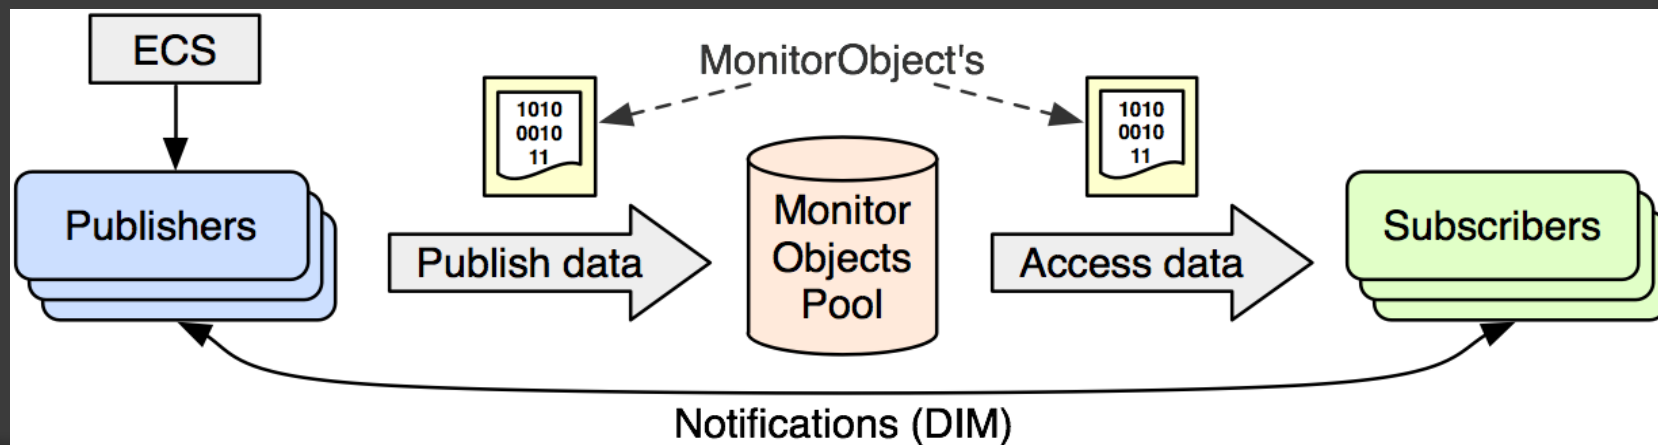 ECS
MonitorObject's
1010
0010
11
1010
0010
11
Publishers
Publish data
Monitor
Objects
Pool
Access data
Subscribers
Notifications (DIM)